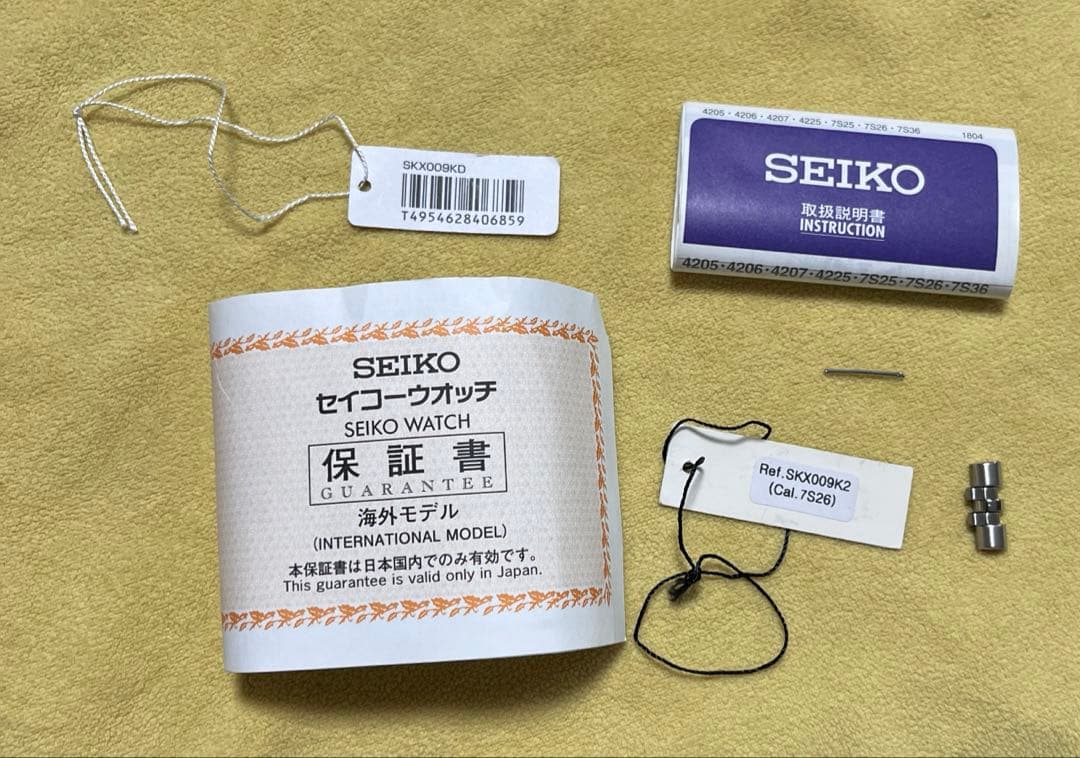 SKX009KD
T4954628406859
4205・4206・4207・4225・7S25・7S26・7S36
1804
SEIKO
取扱説明書
INSTRUCTION
4205・4206・4207・4225・7S25・7S26・7S36
SEIKO
セイコーウオッチ
SEIKO WATCH
保証書
GUARANTEE
海外モデル
(INTERNATIONAL MODEL)
本保証書は日本国内でのみ有効です。
This guarantee is valid only in Japan.
Ref.SKX009K2
(Cal.7S26)